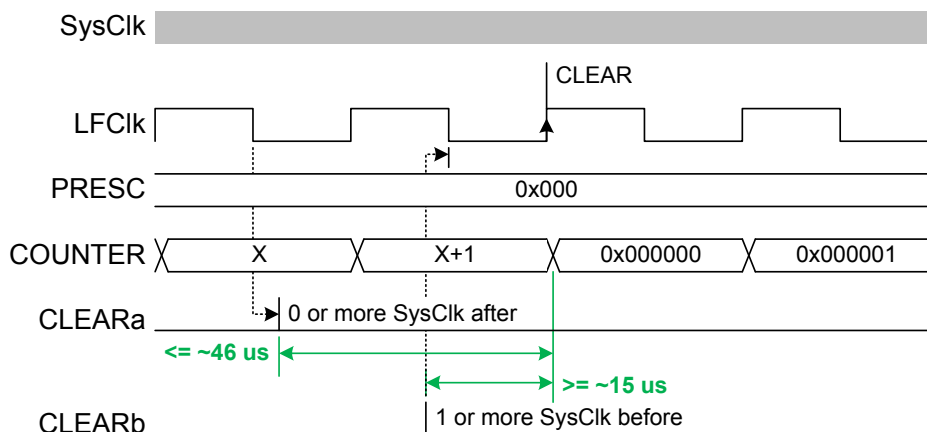 SysClk
CLEAR
LFClk
PRESC
0x000
COUNTER
X
X+1
0x000000
0x000001
CLEARa
0 or more SysClk after
<= ~46 us
>= ~15 us
CLEARb
1 or more SysClk before